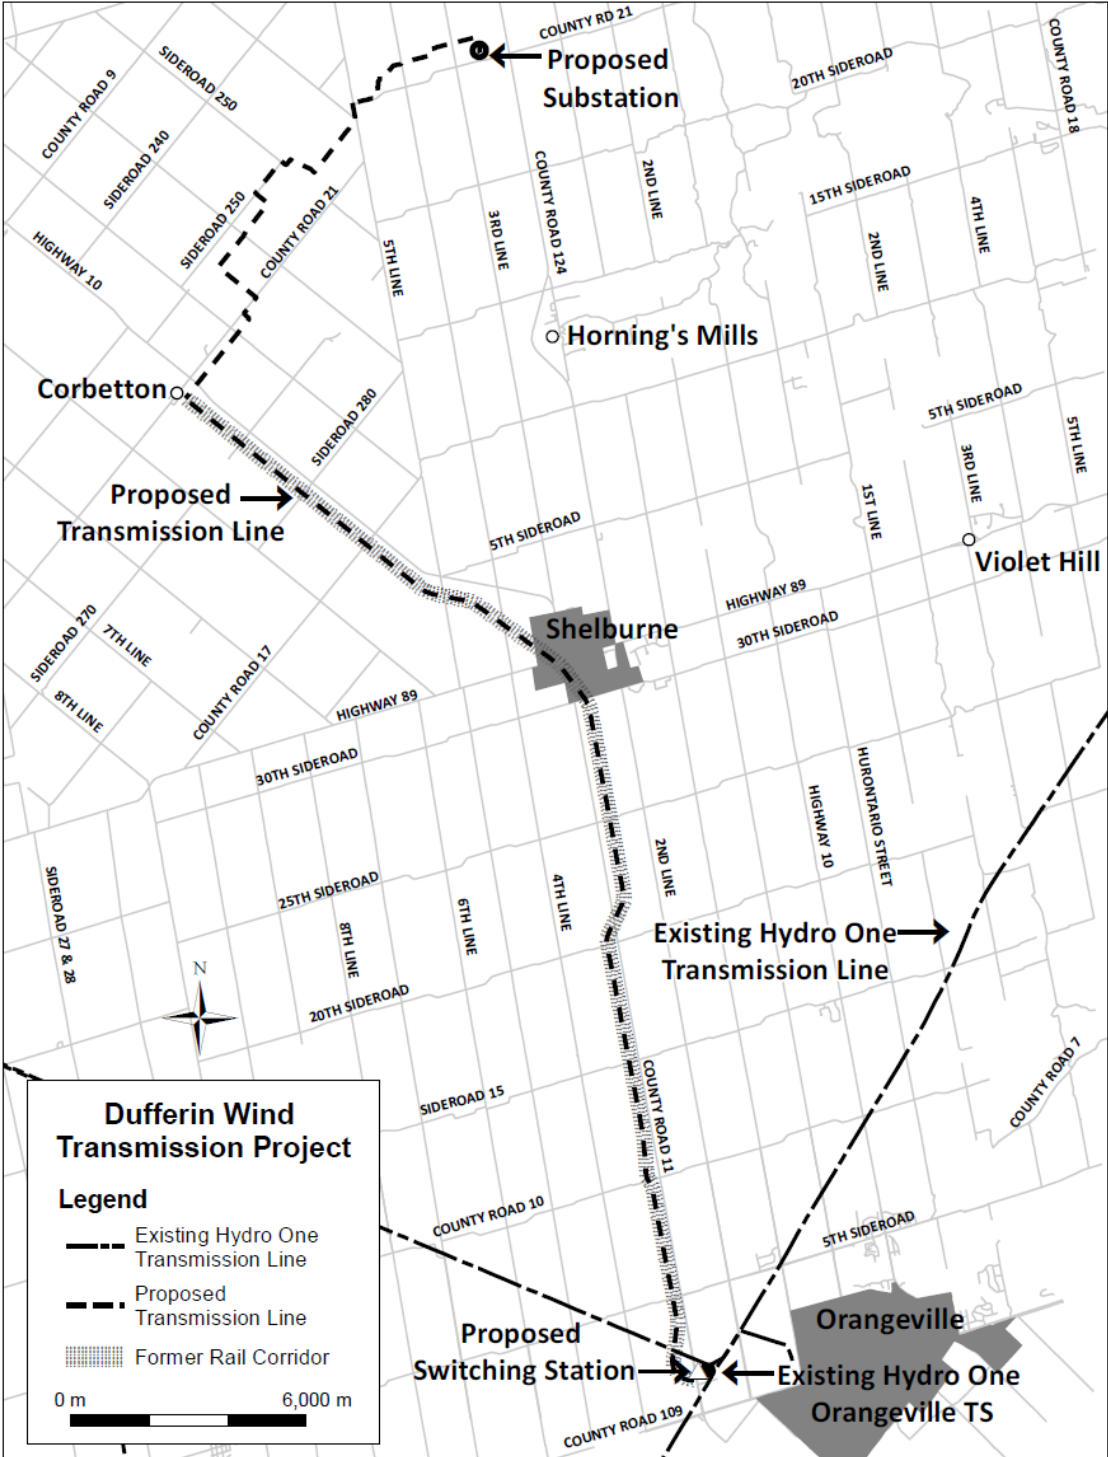 COUNTY RD 21
Proposed
Substation
COUNTY ROAD 18
20TH SIDEROAD
SIDEROAD 250
COUNTY ROAD 9
SIDEROAD 240
COUNTY ROAD 124
2ND LINE
15TH SIDEROAD
4TH LINE
SIDEROAD 250
COUNTY ROAD 21
3RD LINE
5TH LINE
2ND LINE
HIGHWAY 10
Horning's Mills
Corbetton
SIDEROAD 280
5TH SIDEROAD
5TH LINE
3RD LINE
Proposed
Transmission Line
1ST LINE
5TH SIDEROAD
Violet Hill
HIGHWAY 89
30TH SIDEROAD
Shelburne
SIDEROAD 270
7TH LINE
8TH LINE
COUNTY ROAD 17
HIGHWAY 89
30TH SIDEROAD
HIGHWAY 10
HURONTARIO STREET
2ND LINE
25TH SIDEROAD
4TH LINE
6TH LINE
8TH LINE
SIDEROAD 27 & 28
Existing Hydro One
Transmission Line
N
20TH SIDEROAD
COUNTY ROAD 7
SIDEROAD 15
COUNTY ROAD 11
COUNTY ROAD 10
5TH SIDEROAD
Dufferin Wind
Transmission Project
Legend
Existing Hydro One
Transmission Line
Proposed
Transmission Line
Former Rail Corridor
0 m 6,000 m
Proposed
Switching Station
Orangeville
Existing Hydro One
Orangeville TS
COUNTY ROAD 109